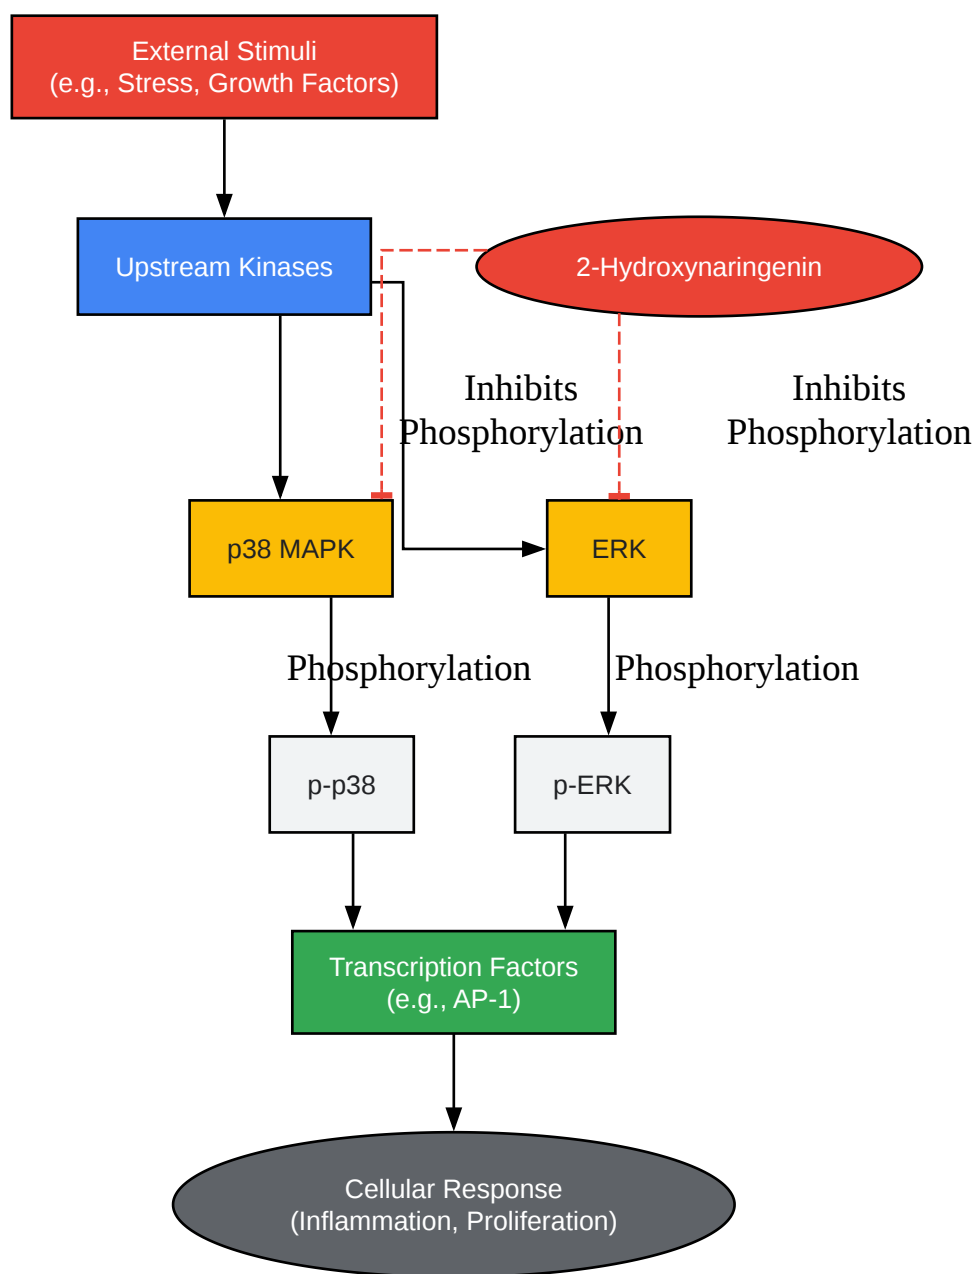 External Stimuli
(e.g., Stress, Growth Factors)
Upstream Kinases
2-Hydroxynaringenin
Inhibits
Phosphorylation
Inhibits
Phosphorylation
p38 MAPK
ERK
Phosphorylation
Phosphorylation
p-p38
p-ERK
Transcription Factors
(e.g., AP-1)
Cellular Response
(Inflammation, Proliferation)